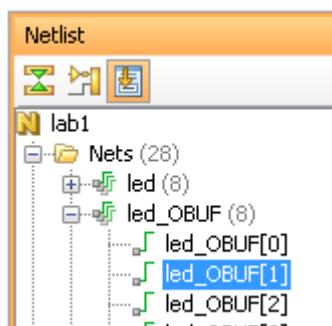 Netlist
N lab1
Nets (28)
led (8)
led_OBUF (8)
led_OBUF[0]
led_OBUF[1]
led_OBUF[2]